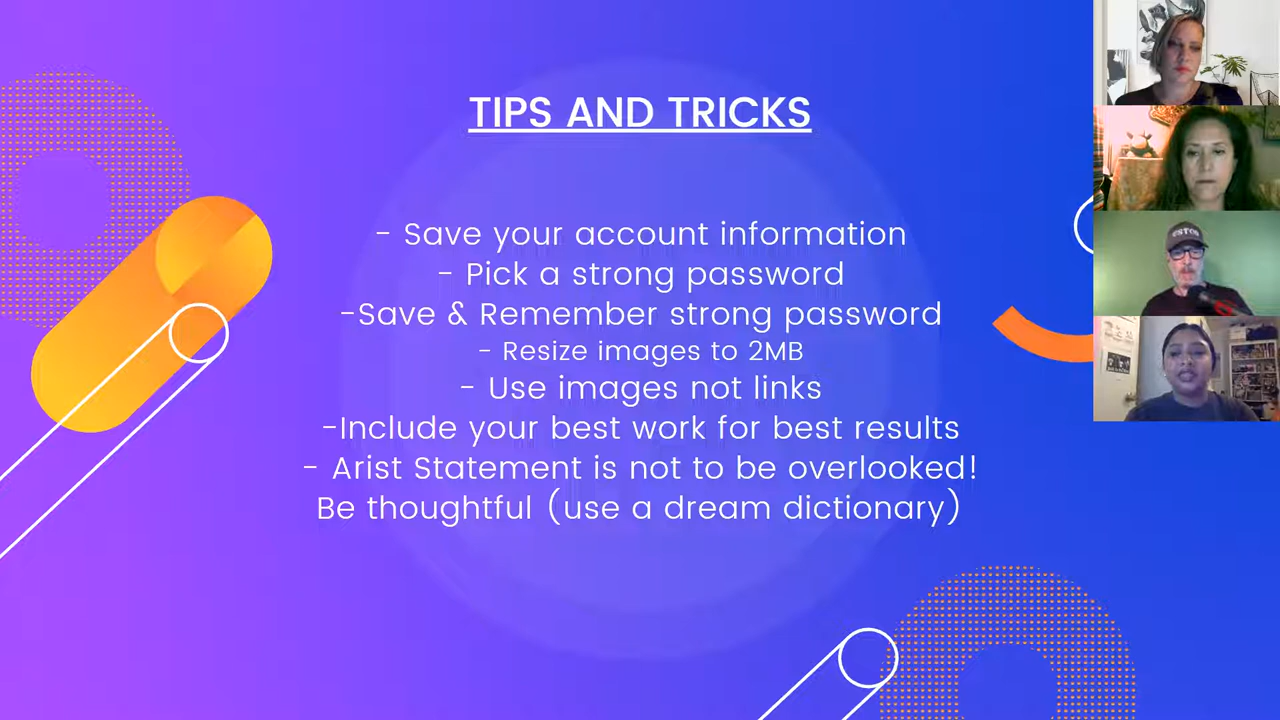 TIPS AND TRICKS
- Save your account information
- Pick a strong password
-Save & Remember strong password
- Resize images to 2MB
- Use images not links
-Include your best work for best results
- Arist Statement is not to be overlooked!
Be thoughtful (use a dream dictionary)